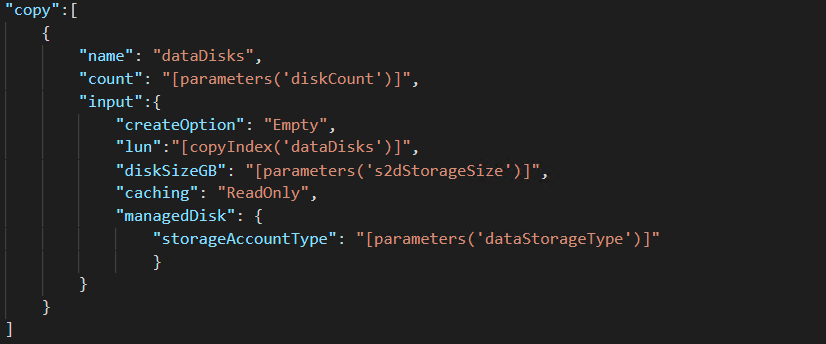 "copy":[
{
"name": "dataDisks",
"count": "[parameters('diskCount')]",
"input":{
"createOption": "Empty",
"lun":"[copyIndex('dataDisks')]",
"diskSizeGB": "[parameters('s2dStorageSize')]",
"caching": "ReadOnly",
"managedDisk": {
"storageAccountType": "[parameters('dataStorageType')]"
}
}
}
]